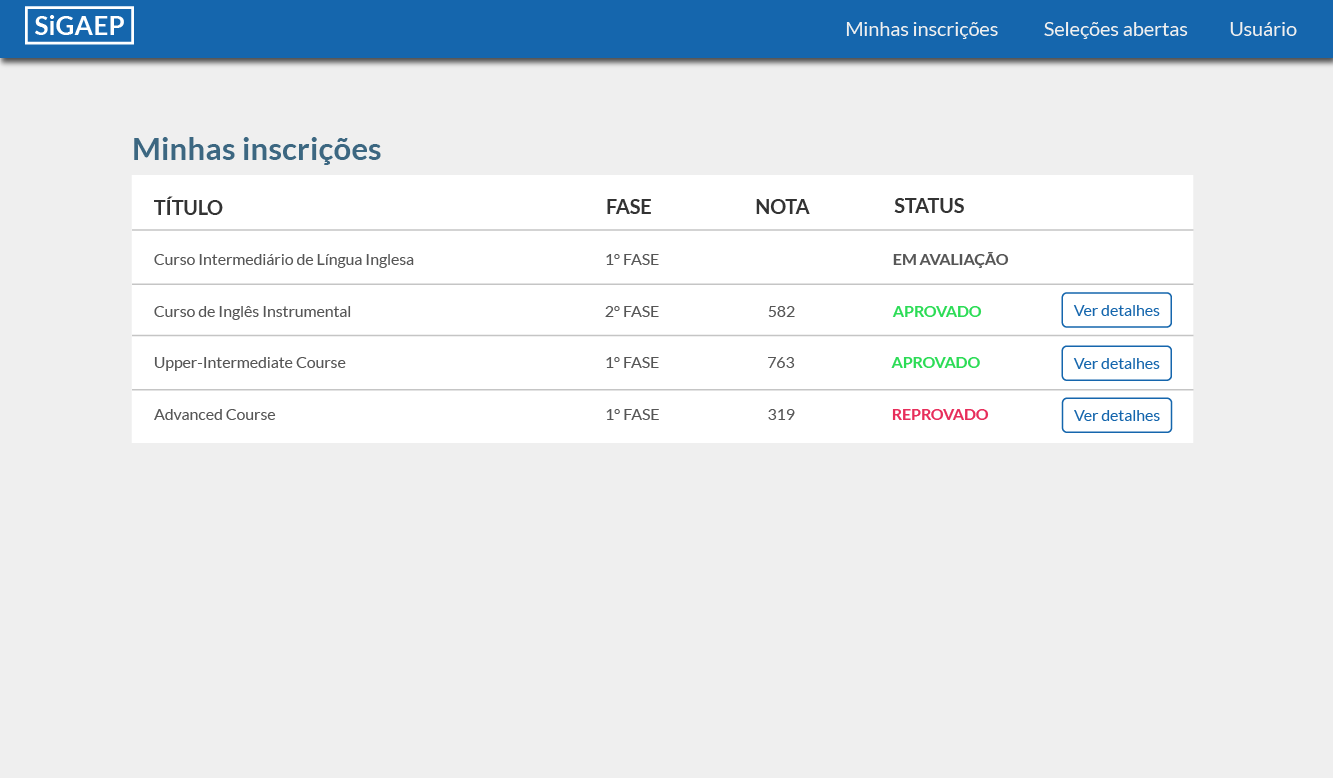 SiGAEP Minhas inscrições Seleções abertas Usuário
Minhas inscrições
TÍTULO FASE NOTA STATUS
Curso Intermediário de Língua Inglesa 1º FASE EM AVALIAÇÃO
Curso de Inglês Instrumental 2º FASE 582 APROVADO Ver detalhes
Upper-Intermediate Course 1º FASE 763 APROVADO Ver detalhes
Advanced Course 1º FASE 319 REPROVADO Ver detalhes